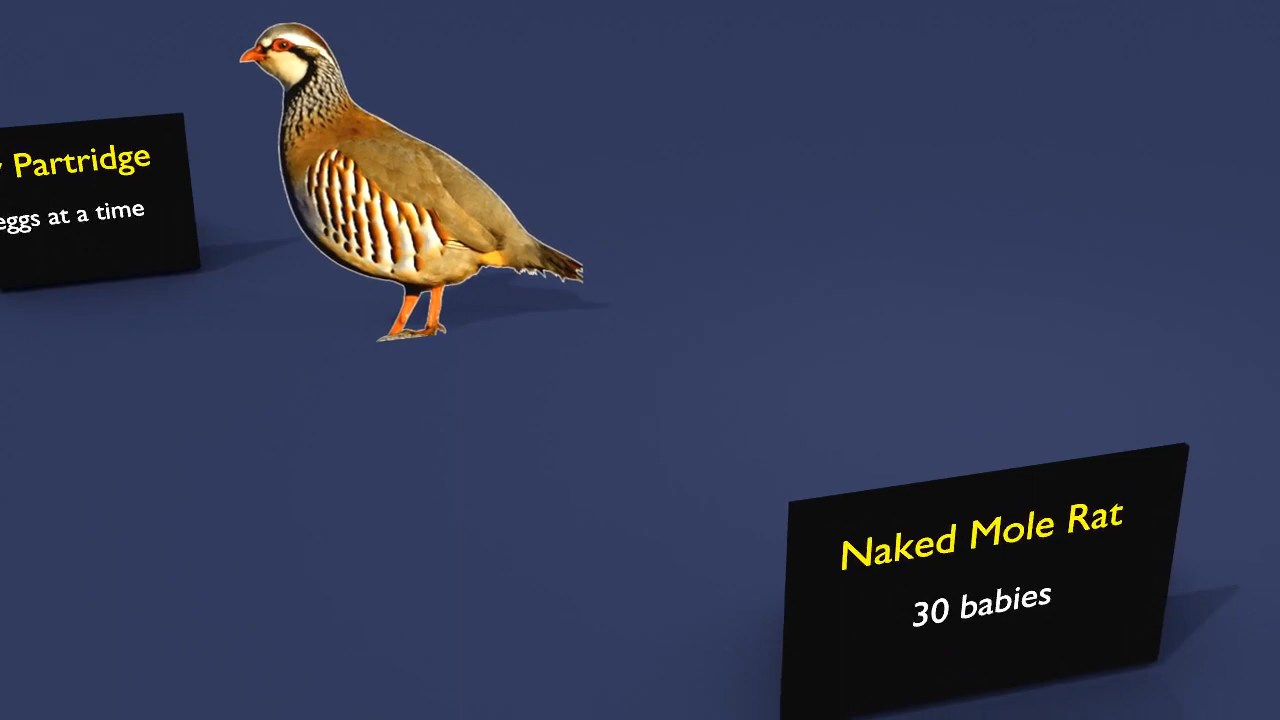 Partridge
eggs at a time
Naked Mole Rat
30 babies